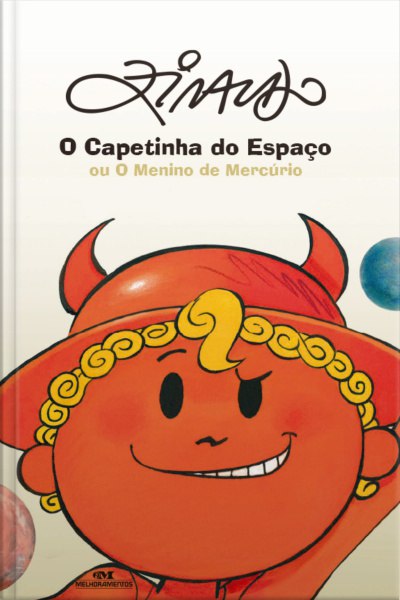 ZIRALDO
O Capetinha do Espaço
ou O Menino de Mercúrio
MELHORAMENTOS